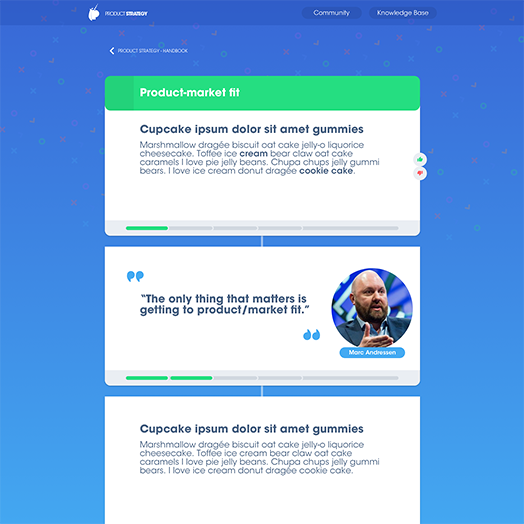 PRODUCT STRATEGY
Community
Knowledge Base
PRODUCT STRATEGY - HANDBOOK
Product-market fit
Cupcake ipsum dolor sit amet gummies
Marshmallow dragée biscuit oat cake jelly-o liquorice
cheesecake. Toffee ice cream bear claw oat cake
caramels I love pie jelly beans. Chupa chups jelly gummi
bears. I love ice cream donut dragée cookie cake.
“The only thing that matters is
getting to product/market fit.”
Marc Andressen
Cupcake ipsum dolor sit amet gummies
Marshmallow dragée biscuit oat cake jelly-o liquorice
cheesecake. Toffee ice cream bear claw oat cake
caramels I love pie jelly beans. Chupa chups jelly gummi
bears. I love ice cream donut dragée cookie cake.